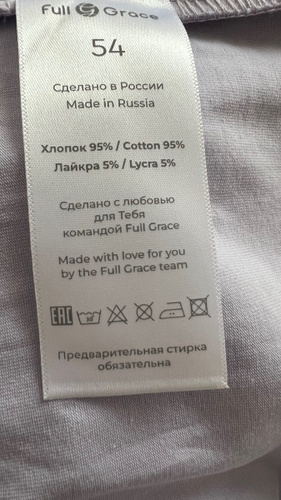 Full Grace
54
Сделано в России
Made in Russia
Хлопок 95% / Cotton 95%
Лайкра 5% / Lycra 5%
Сделано с любовью
для Тебя
командой Full Grace
Made with love for you
by the Full Grace team
EAC
Предварительная стирка
обязательна